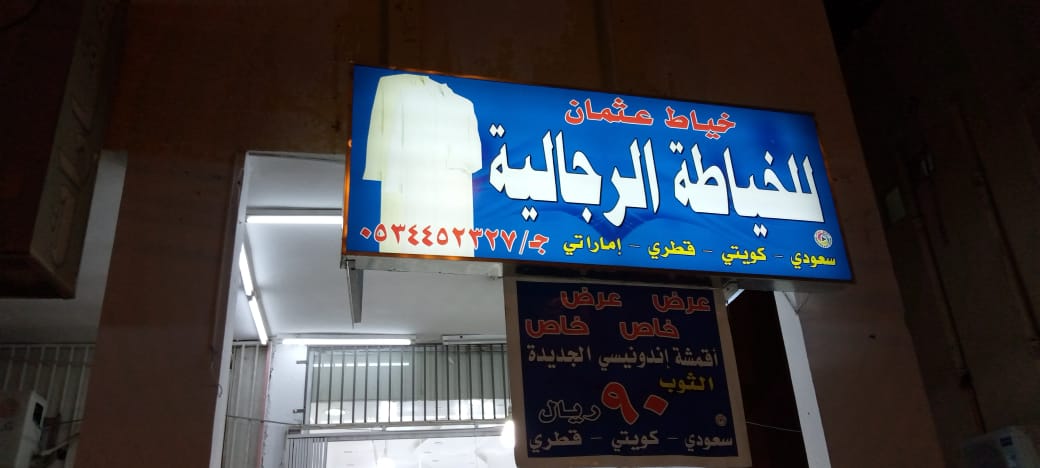 خياط عثمان
للخياطة الرجالية
سعودي - كويتي - قطري - إماراتي
جـ/٠٥٣٤٤٥٢٣٢٧
عرض عرض
خاص خاص
أقمشة إندونيسي الجديدة
الثوب
٩٠ ريال
سعودي - كويتي - قطري